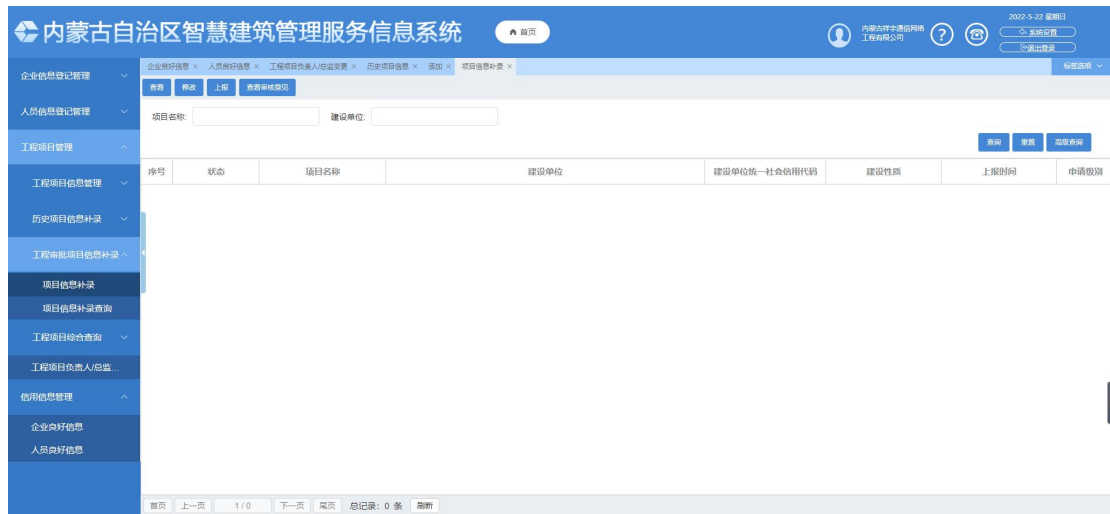 内蒙古自治区智慧建筑管理服务信息系统
首页
内蒙古祥宇通信网络
工程有限公司
2022-5-22 星期日
系统设置
退出登录
企业良好信息 × 人员良好信息 × 工程项目负责人/总监变更 × 历史项目信息 × 添加 × 项目信息补录 ×
标签选项
查看 修改 上报 查看审核意见
项目名称: 建设单位:
查询 重置 高级查询
序号 状态 项目名称 建设单位 建设单位统一社会信用代码 建设性质 上报时间 申请级别
企业信息登记管理
人员信息登记管理
工程项目管理
工程项目信息管理
历史项目信息补录
工程审批项目信息补录
项目信息补录
项目信息补录查询
工程项目综合查询
工程项目负责人/总监...
信用信息管理
企业良好信息
人员良好信息
首页 上一页 1 / 0 下一页 尾页 总记录: 0 条 刷新